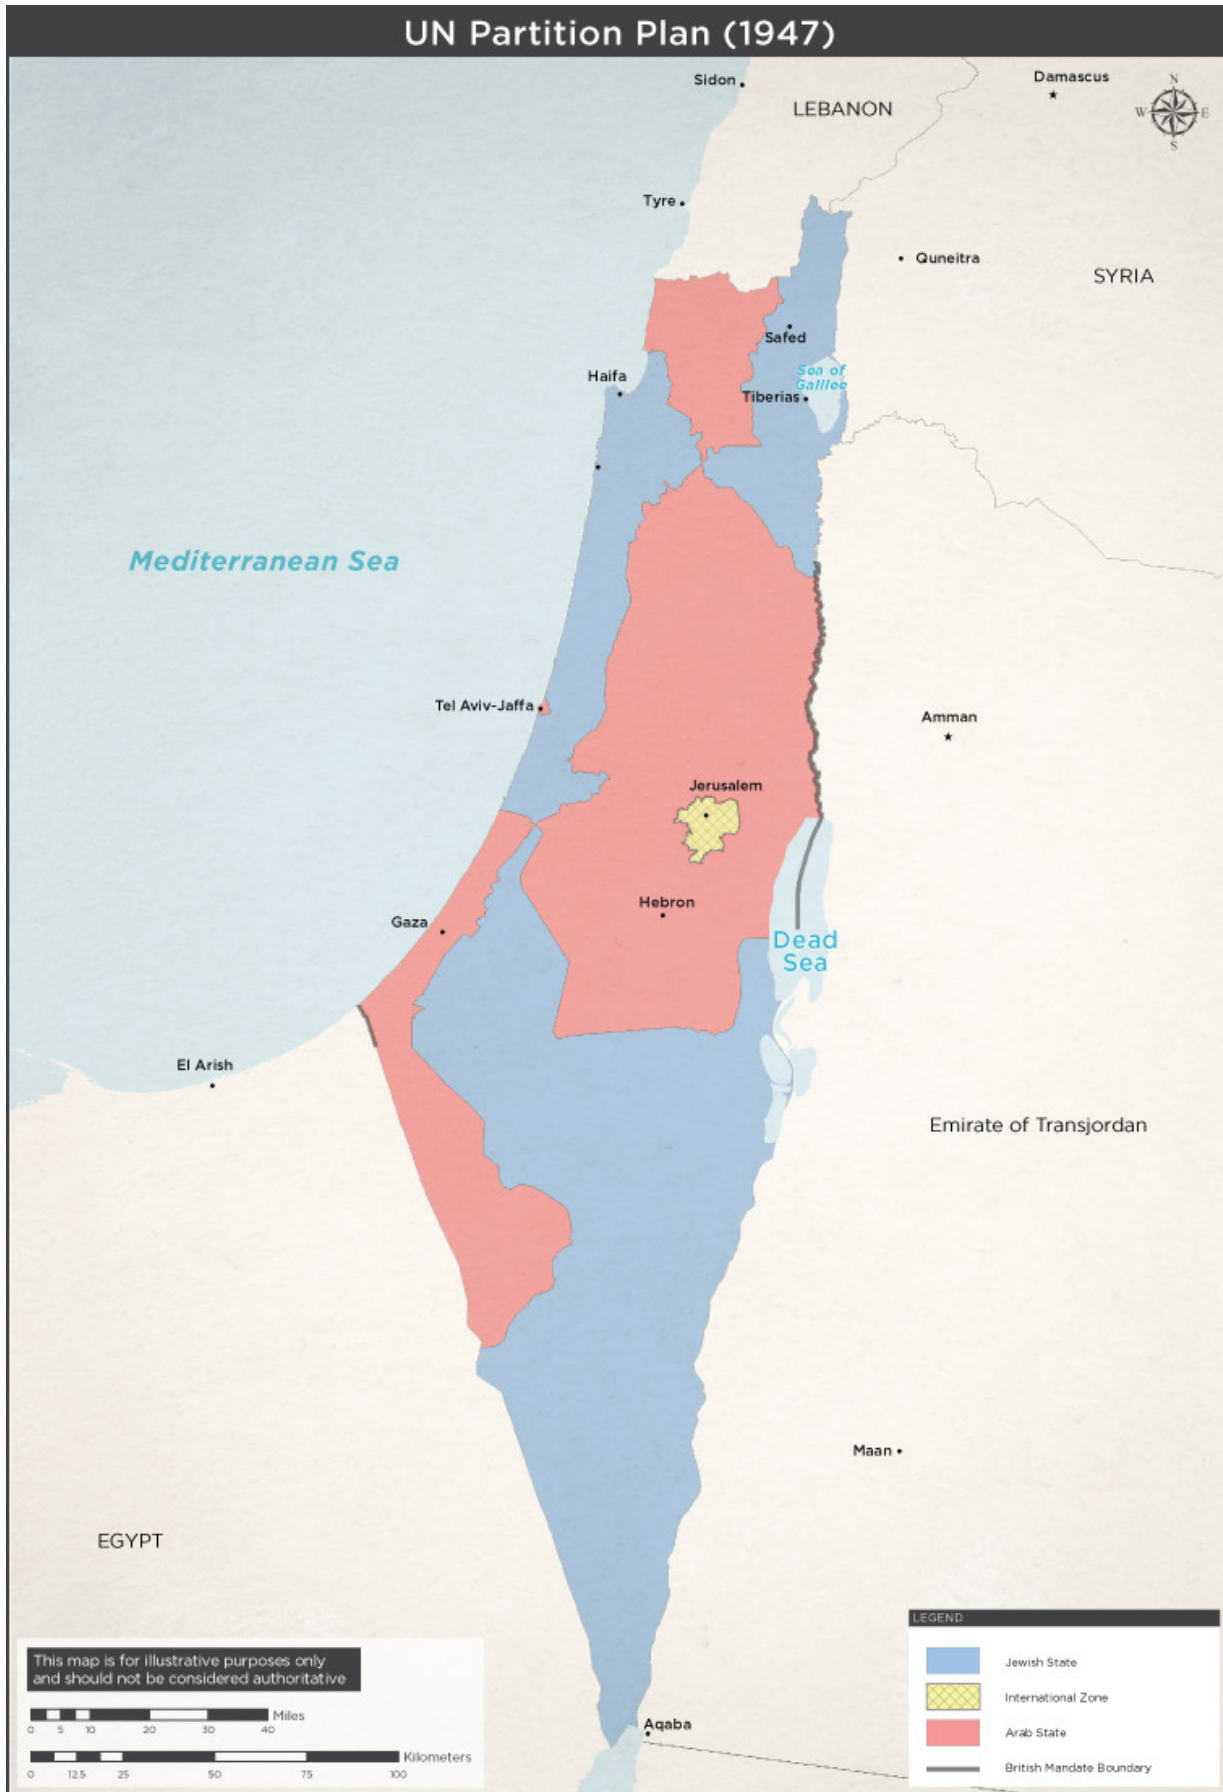 UN Partition Plan (1947)
Sidon
Damascus
LEBANON
N
W
E
S
Tyre
Quneitra
SYRIA
Safed
Sea of
Galilee
Haifa
Tiberias
Mediterranean Sea
Tel Aviv-Jaffa
Amman
Jerusalem
Hebron
Gaza
Dead
Sea
El Arish
Emirate of Transjordan
Maan
EGYPT
Aqaba
This map is for illustrative purposes only
and should not be considered authoritative
Miles
0 5 10 20 30 40
Kilometers
0 12.5 25 50 75 100
LEGEND
Jewish State
International Zone
Arab State
British Mandate Boundary